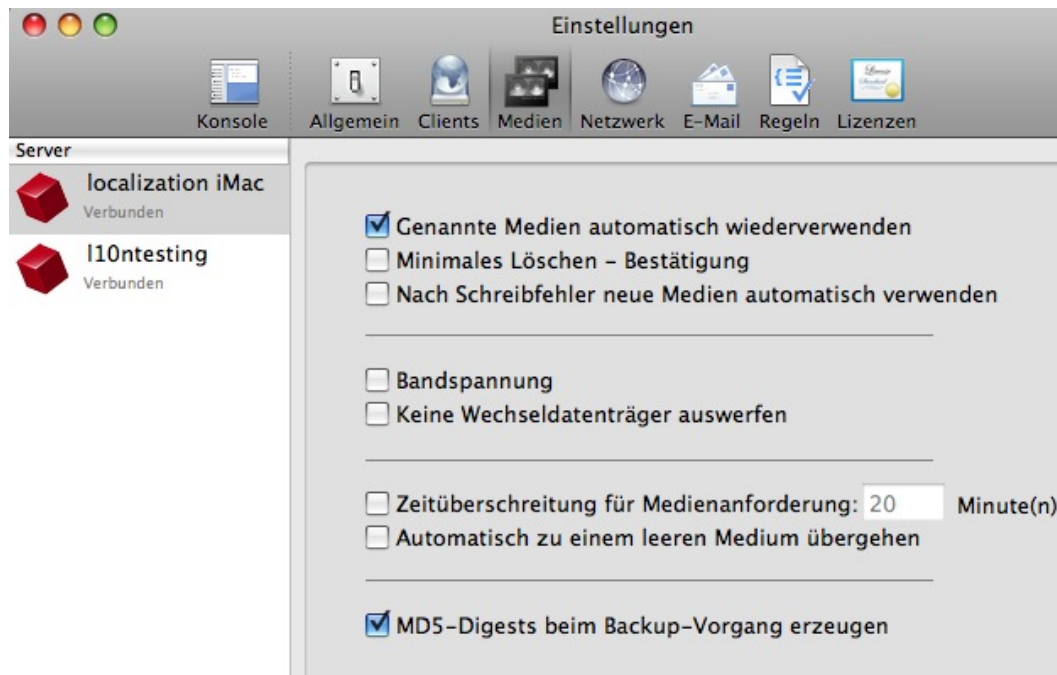 Einstellungen
Konsole Allgemein Clients Medien Netzwerk E-Mail Regeln Lizenzen
Server
localization iMac
Verbunden
l10ntesting
Verbunden
Genannte Medien automatisch wiederverwenden
Minimales Löschen – Bestätigung
Nach Schreibfehler neue Medien automatisch verwenden
Bandspannung
Keine Wechseldatenträger auswerfen
Zeitüberschreitung für Medienanforderung: 20 Minute(n)
Automatisch zu einem leeren Medium übergehen
MD5-Digests beim Backup-Vorgang erzeugen